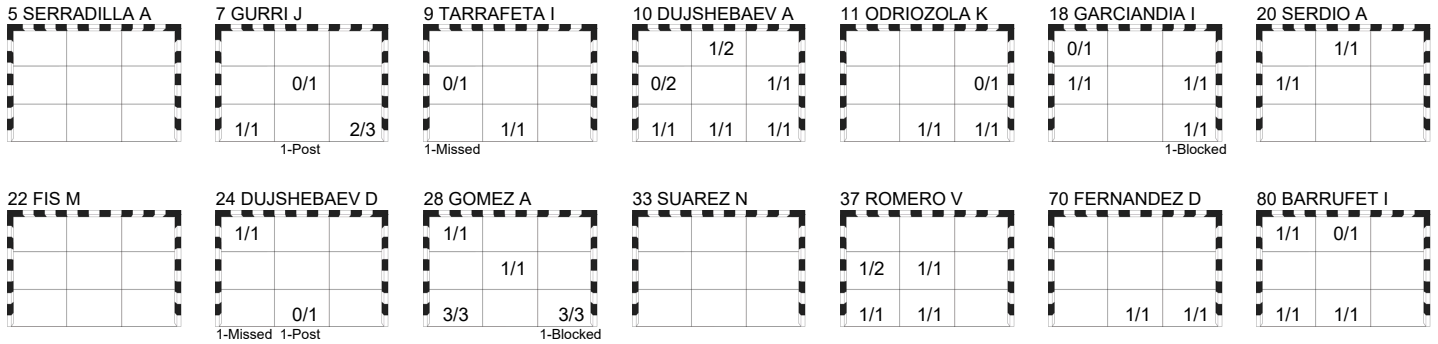 5 SERRADILLA A 7 GURRI J 9 TARRAFETA I 10 DUJSHEBAEV A 11 ODRIOZOLA K 18 GARCIANDIA I 20 SERDIO A
1/2 0/1 1/1
0/1 0/1 0/2 1/1 0/1 1/1 1/1 1/1
1/1 2/3 1/1 1/1 1/1 1/1 1/1 1/1 1/1
1-Post 1-Missed 1-Blocked
22 FIS M 24 DUJSHEBAEV D 28 GOMEZ A 33 SUAREZ N 37 ROMERO V 70 FERNANDEZ D 80 BARRUFET I
1/1 1/1 1/1 0/1
1/1 1/2 1/1
0/1 3/3 3/3 1/1 1/1 1/1 1/1 1/1 1/1
1-Missed 1-Post 1-Blocked